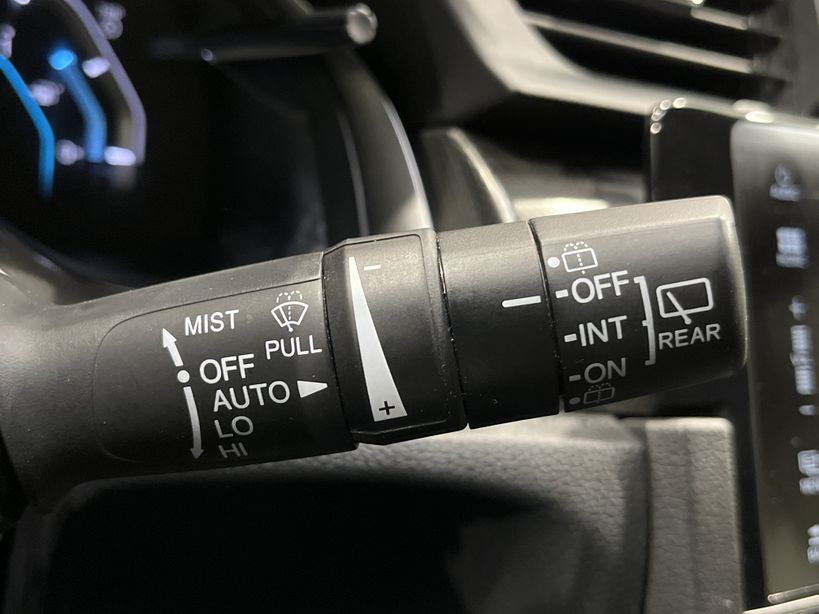 MIST
PULL
OFF
AUTO
LO
HI
-
+
-OFF
-INT
-ON
REAR